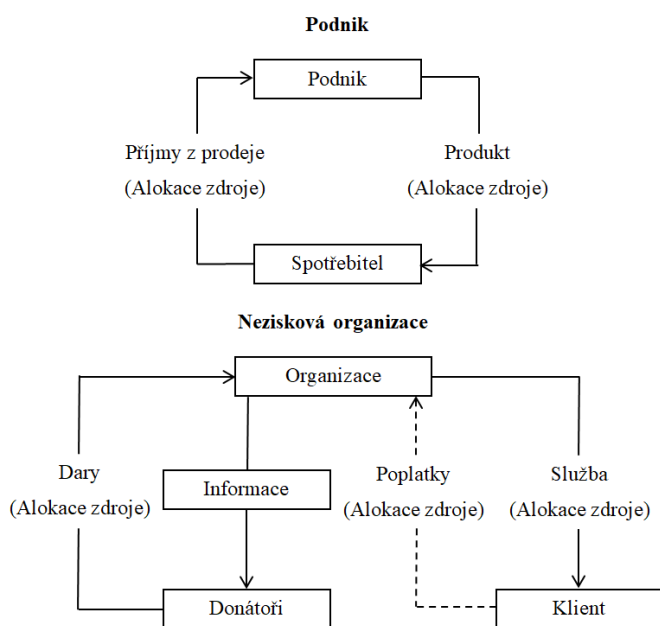 Podnik
Podnik
Příjmy z prodeje
(Alokace zdroje)
Produkt
(Alokace zdroje)
Spotřebitel
Nezisková organizace
Organizace
Dary
(Alokace zdroje)
Informace
Poplatky
(Alokace zdroje)
Služba
(Alokace zdroje)
Donátoři
Klient